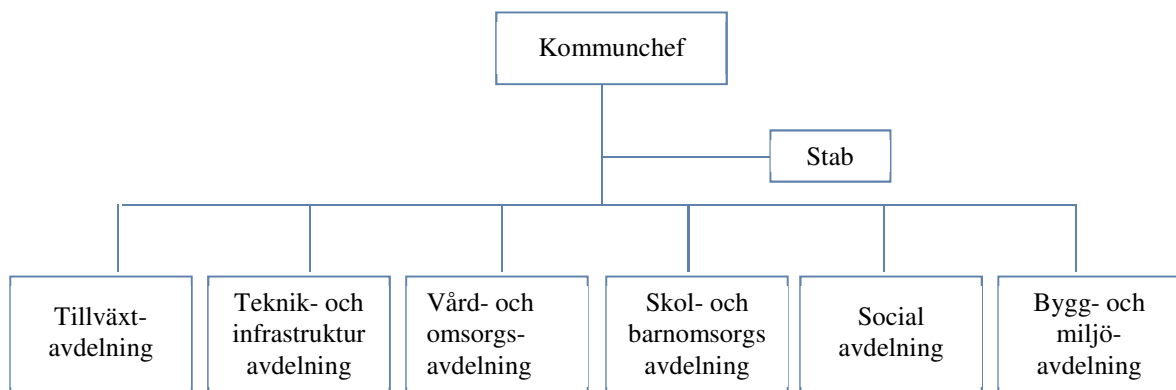 Kommunchef
Stab
Tillväxt-
avdelning
Teknik- och
infrastruktur
avdelning
Vård- och
omsorgs-
avdelning
Skol- och
barnomsorgs
avdelning
Social
avdelning
Bygg- och
miljö-
avdelning